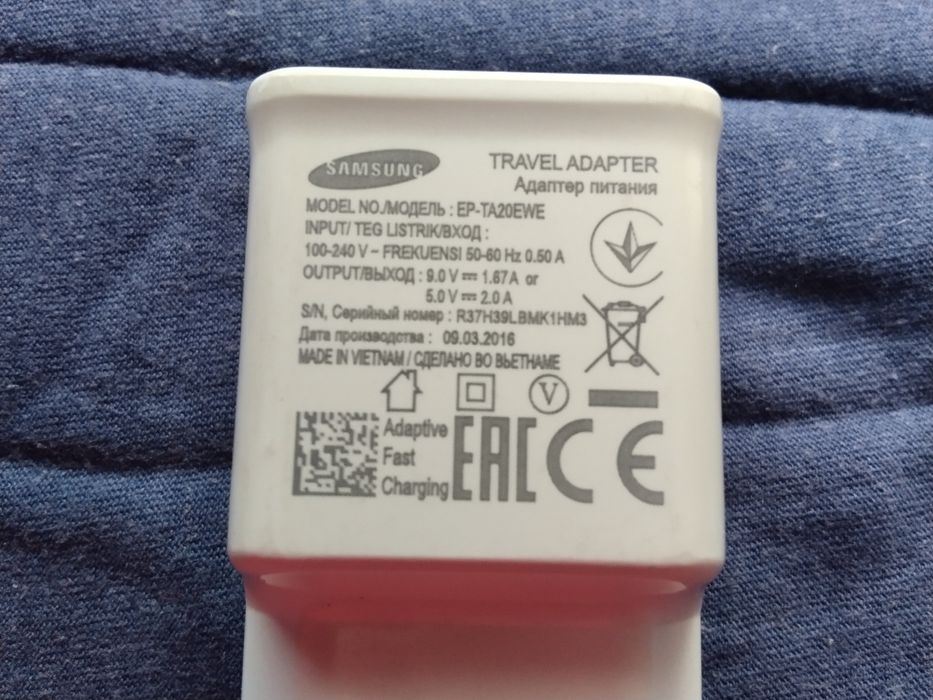 SAMSUNG
TRAVEL ADAPTER
Адаптер питания
MODEL NO./МОДЕЛЬ : EP-TA20EWE
INPUT/ TEG LISTRIK/ВХОД :
100-240 V ~ FREKUENSI 50-60 Hz 0.50 A
OUTPUT/ВЫХОД : 9.0 V ⎓ 1.67 A or
5.0 V ⎓ 2.0 A
S/N, Серийный номер : R37H39LBMK1HM3
Дата производства : 09.03.2016
MADE IN VIETNAM / СДЕЛАНО ВО ВЬЕТНАМЕ
V
Adaptive
Fast
Charging
EAC CE